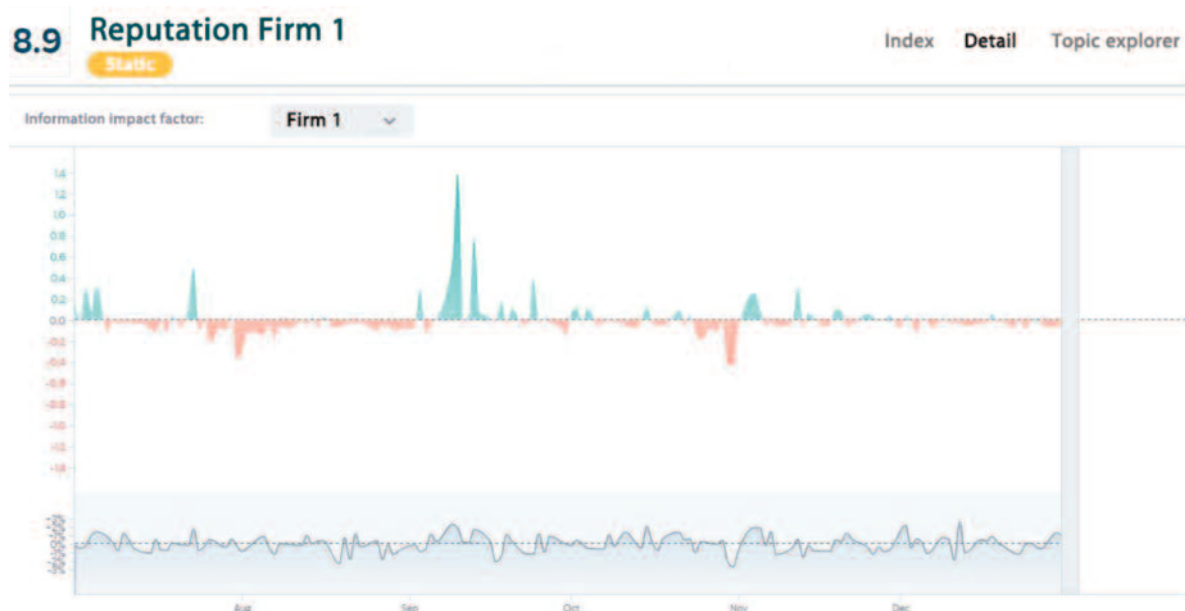 8.9 Reputation Firm 1
Static
Index Detail Topic explorer
Information impact factor: Firm 1
1.4
1.2
1.0
0.8
0.6
0.4
0.2
0.0
-0.2
-0.4
-0.6
-0.8
-1.0
-1.2
Aug Sep Oct Nov Dec